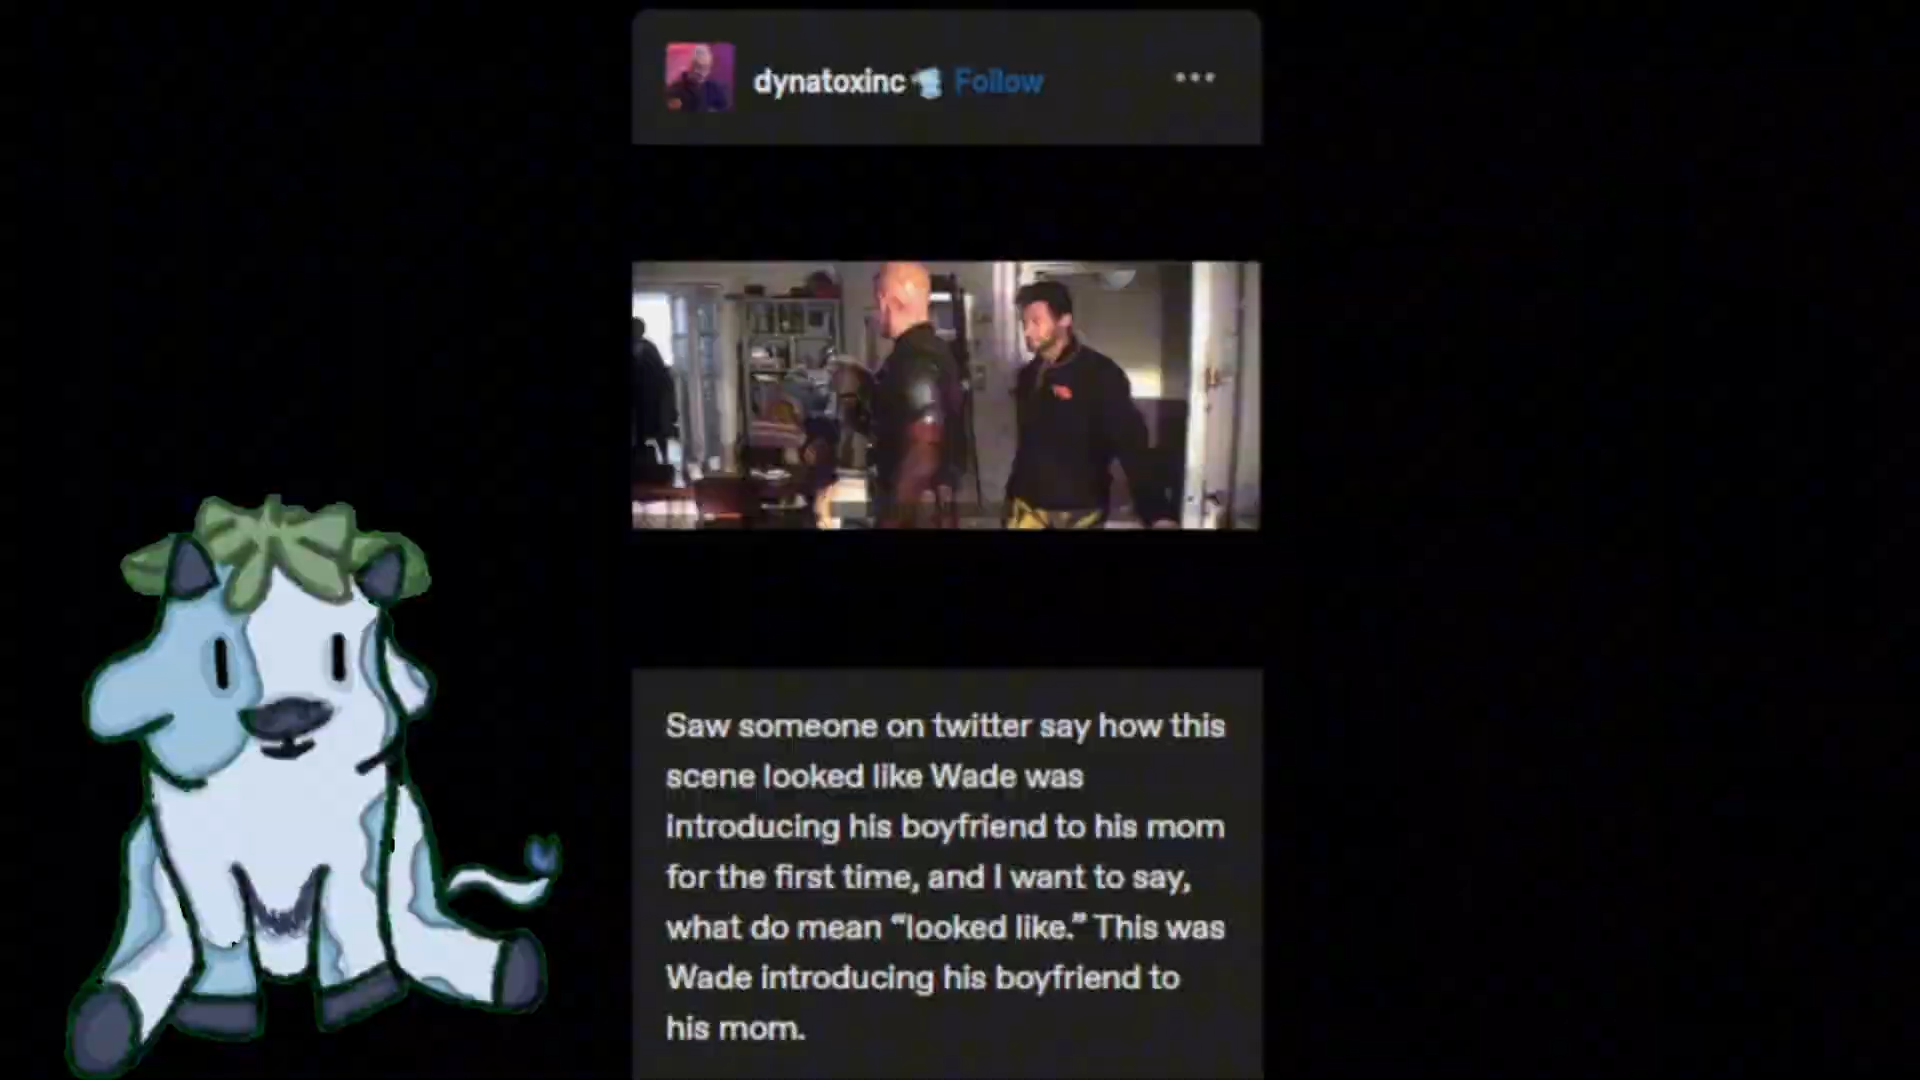 dynatoxinc Follow
Saw someone on twitter say how this
scene looked like Wade was
introducing his boyfriend to his mom
for the first time, and I want to say,
what do mean “looked like.” This was
Wade introducing his boyfriend to
his mom.